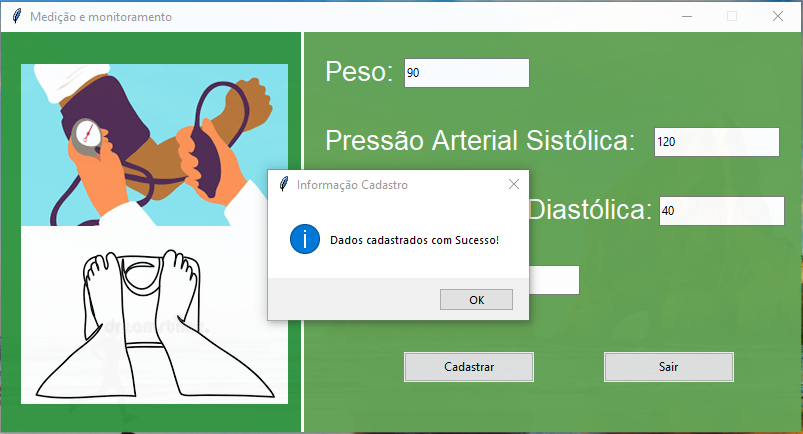 Medição e monitoramento
Peso: 90
Pressão Arterial Sistólica: 120
Diastólica: 40
Informação Cadastro
Dados cadastrados com Sucesso!
OK
Cadastrar
Sair